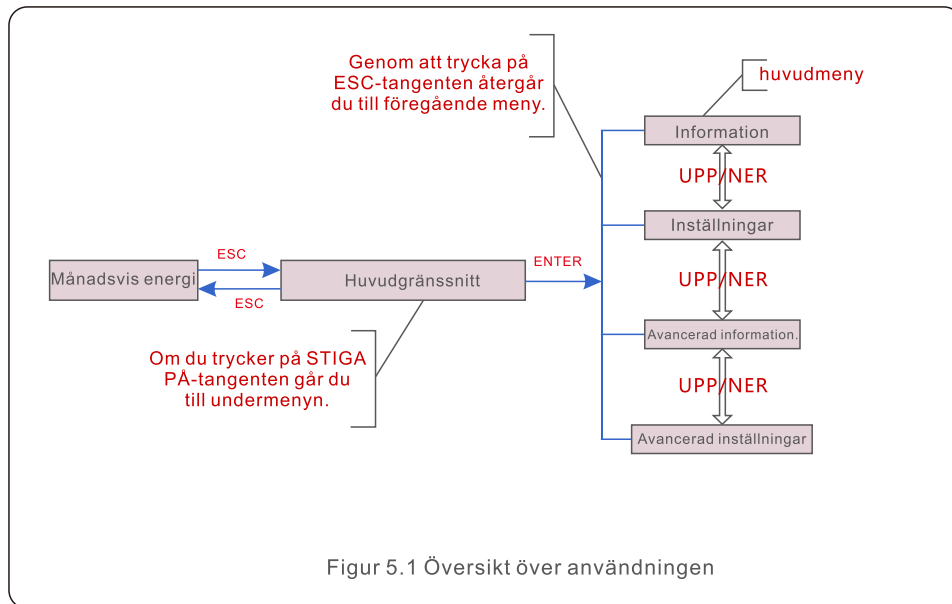 Genom att trycka på
ESC-tangenten återgår
du till föregående meny.
huvudmeny
Information
UPP/NER
Inställningar
ESC
ENTER
Månadsvis energi
Huvudgränssnitt
UPP/NER
ESC
Avancerad information.
Om du trycker på STIGA
PÅ-tangenten går du
till undermenyn.
UPP/NER
Avancerad inställningar
Figur 5.1 Översikt över användningen